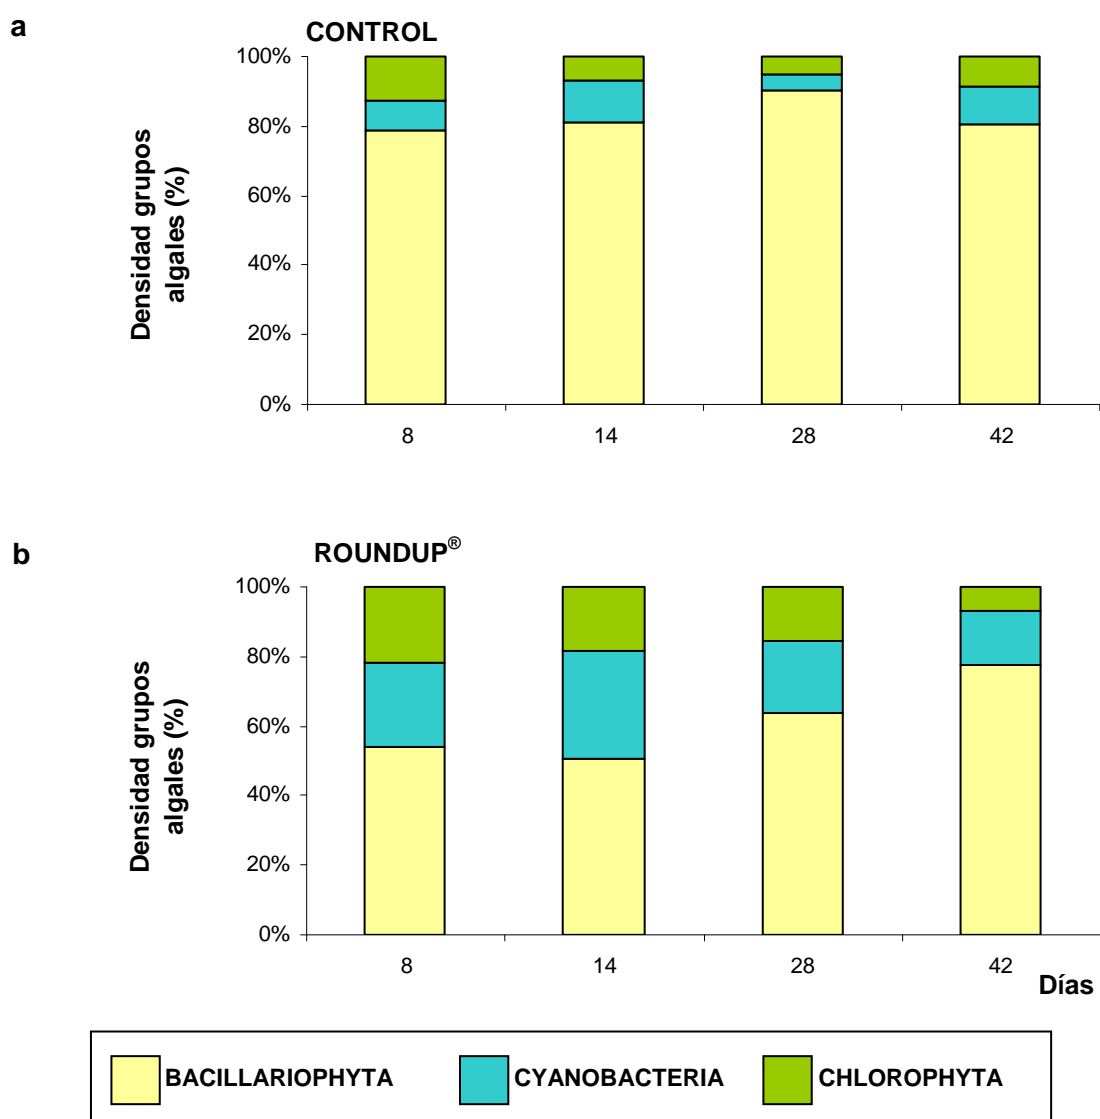 a
CONTROL
Densidad grupos
algales (%)
100%
80%
60%
40%
20%
0%
8 14 28 42
b
ROUNDUP®
Densidad grupos
algales (%)
100%
80%
60%
40%
20%
0%
8 14 28 42
Días
BACILLARIOPHYTA CYANOBACTERIA CHLOROPHYTA